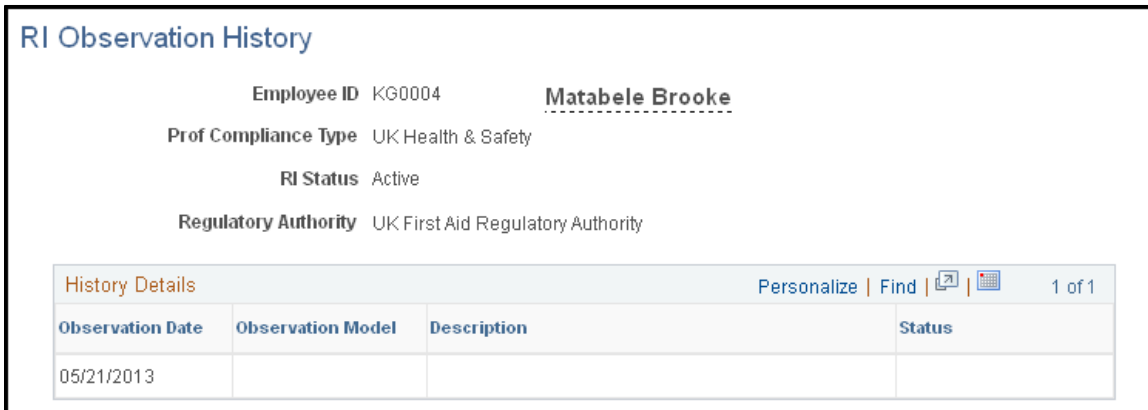 RI Observation History
Employee ID KG0004 Matabele Brooke
Prof Compliance Type UK Health & Safety
RI Status Active
Regulatory Authority UK First Aid Regulatory Authority
History Details Personalize | Find | | 1 of 1
Observation Date Observation Model Description Status
05/21/2013